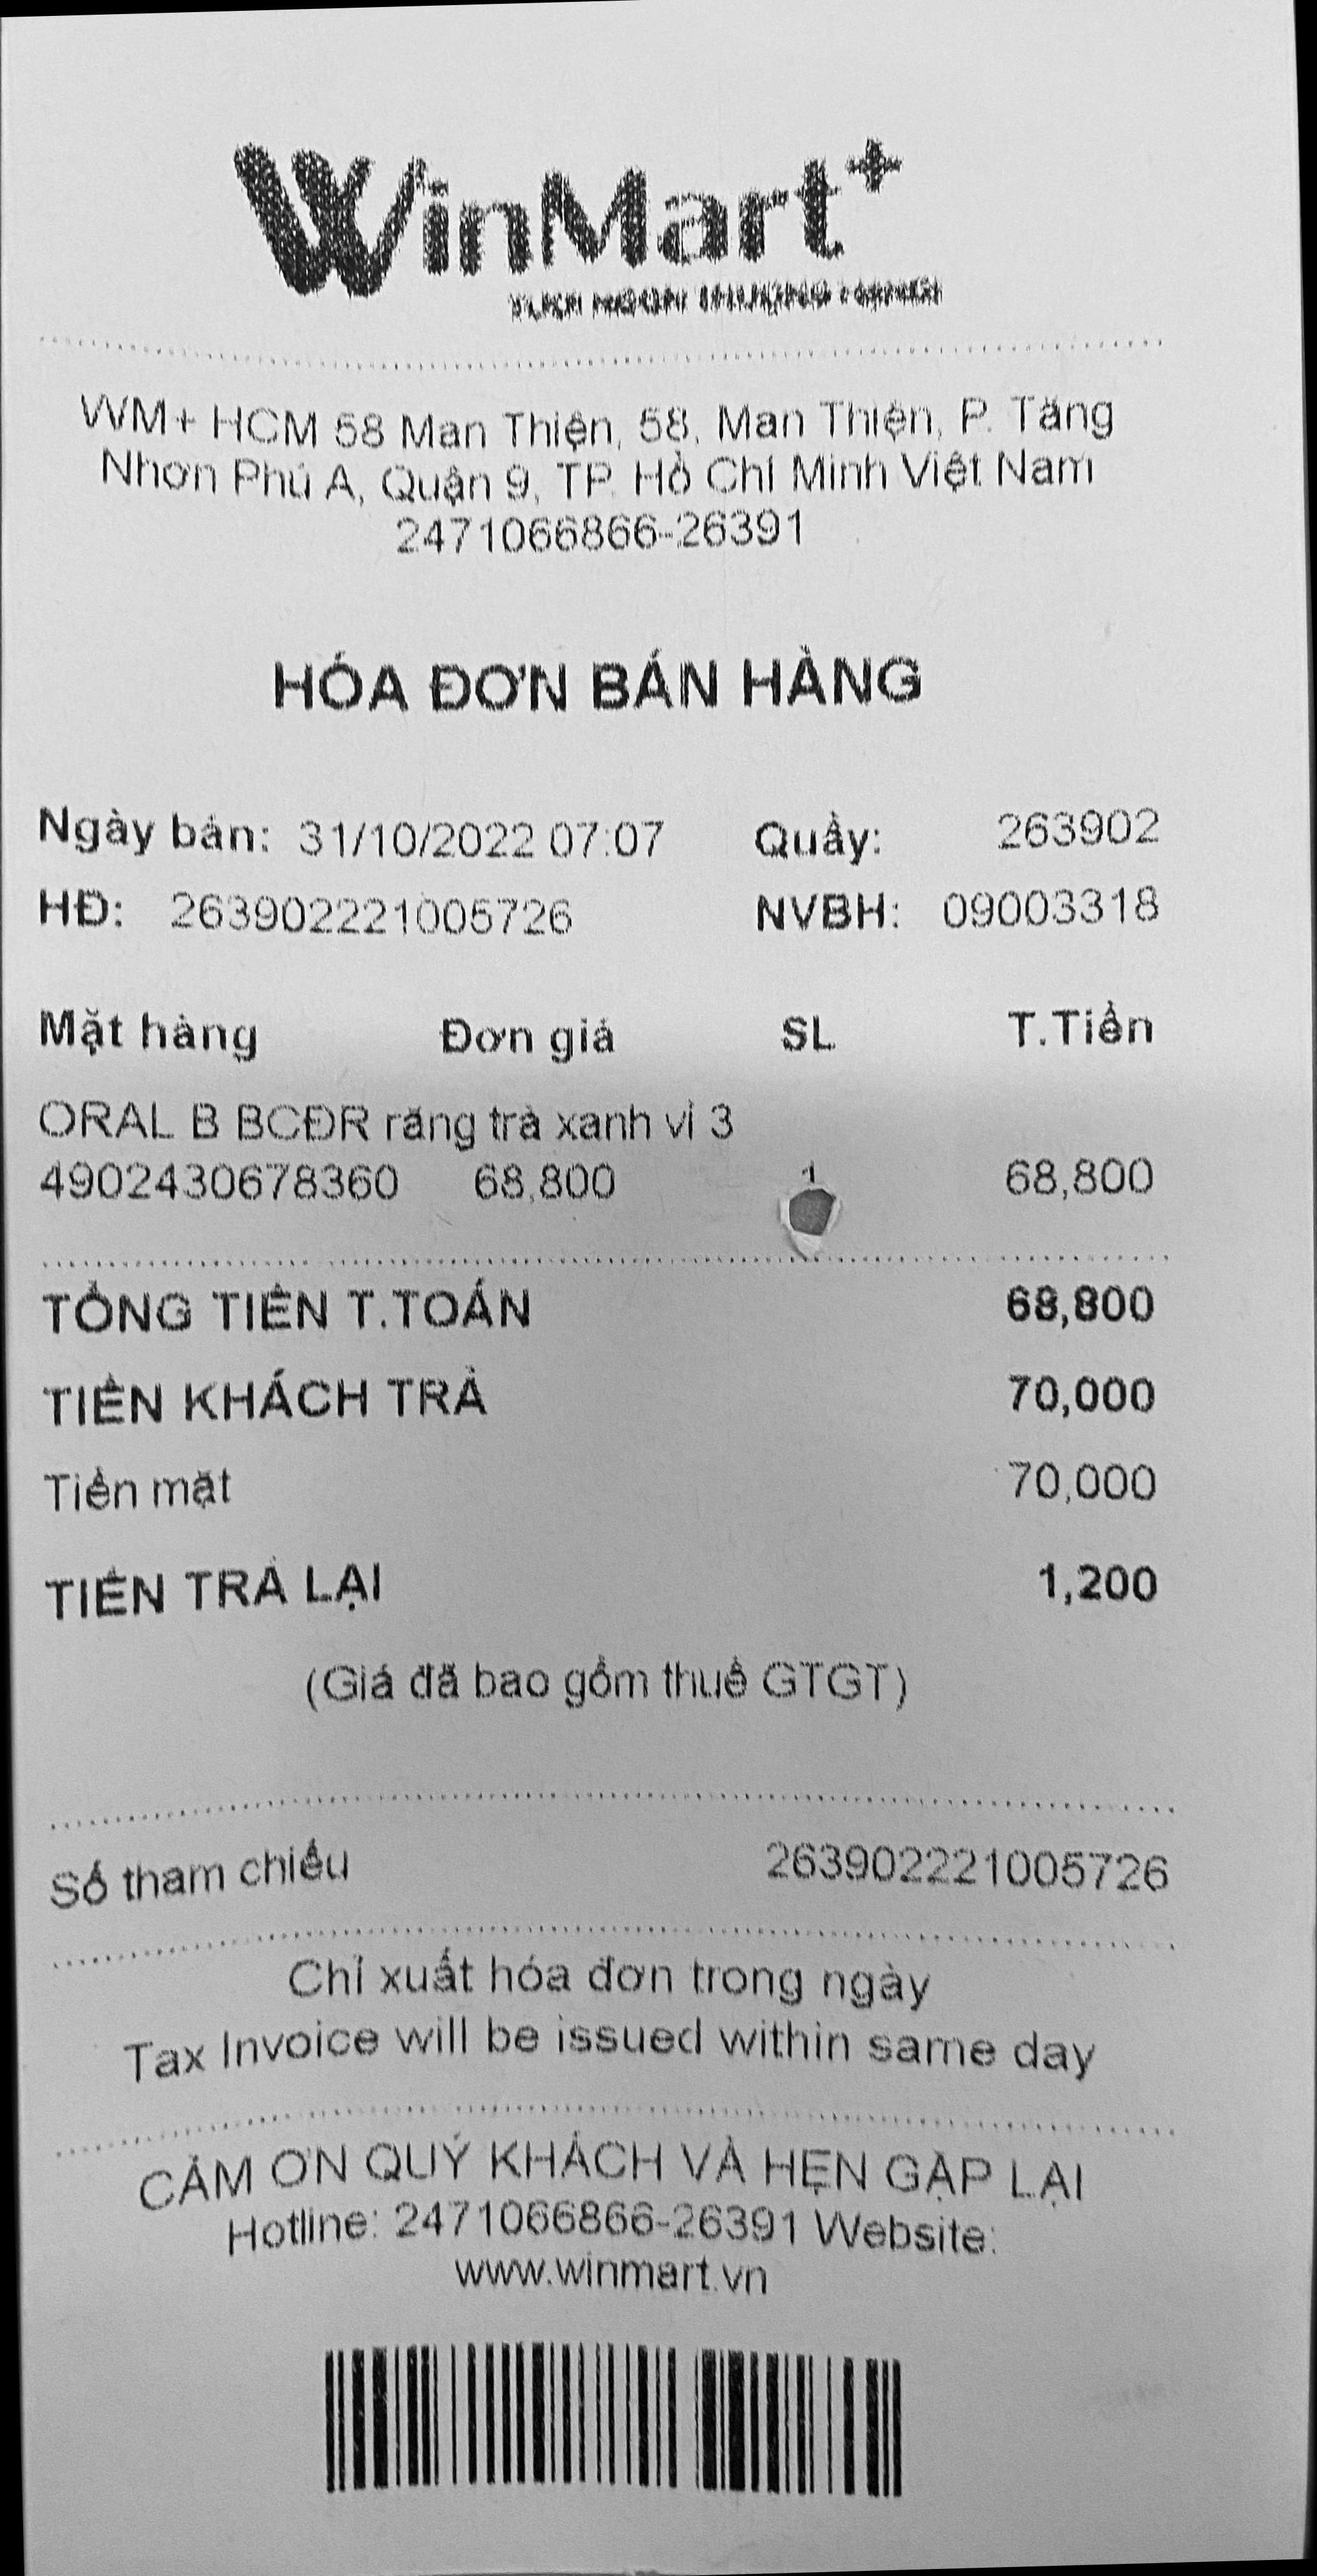 WinMart+
WM+ HCM 58 Man Thiện, 58, Man Thiện, P. Tăng
Nhơn Phú A, Quận 9, TP. Hồ Chí Minh Việt Nam
2471066866-26391
HÓA ĐƠN BÁN HÀNG
Ngày bán: 31/10/2022 07:07 Quầy: 263902
HĐ: 263902221005726 NVBH: 09003318
Mặt hàng Đơn giá SL T.Tiền
ORAL B BCĐR răng trà xanh vỉ 3
4902430678360 68,800 1 68,800
TỔNG TIỀN T.TOÁN 68,800
TIỀN KHÁCH TRẢ 70,000
Tiền mặt 70,000
TIỀN TRẢ LẠI 1,200
(Giá đã bao gồm thuế GTGT)
Số tham chiếu 263902221005726
Chỉ xuất hóa đơn trong ngày
Tax Invoice will be issued within same day
CẢM ƠN QUÝ KHÁCH VÀ HẸN GẶP LẠI
Hotline: 2471066866-26391 Website:
www.winmart.vn